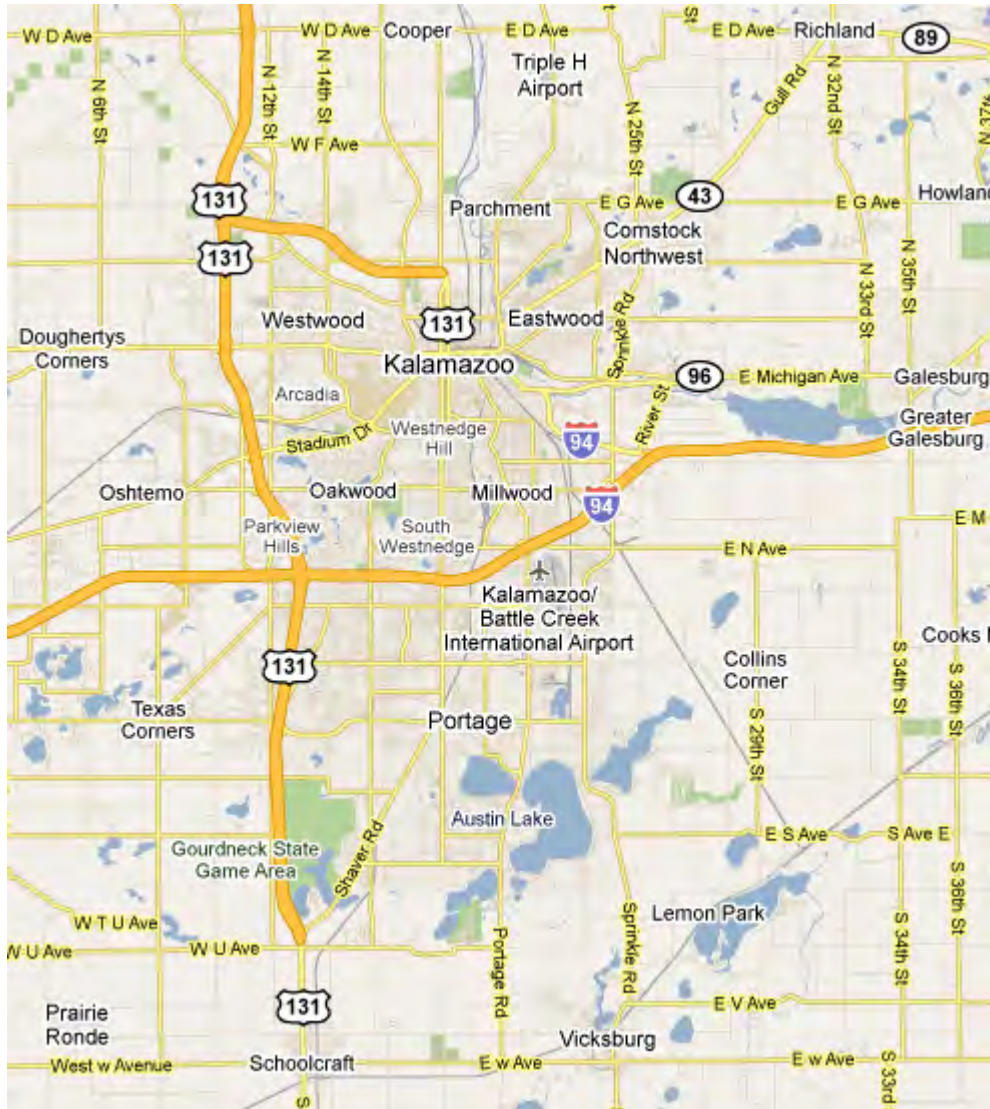 W D Ave
W D Ave
Cooper
E D Ave
St
E D Ave
Richland
89
Triple H
Airport
N 6th St
N 12th St
N 14th St
N 25th St
Gull Rd
N 32nd St
N 37th
W F Ave
131
43
Howland
Parchment
E G Ave
E G Ave
131
Comstock
Northwest
N 33rd St
N 35th St
Westwood
131
Eastwood
Sprinkle Rd
Doughertys
Corners
Kalamazoo
96
E Michigan Ave
Galesburg
Arcadia
Stadium Dr
Westnedge
Hill
94
River St
Greater
Galesburg
Oshtemo
Oakwood
Millwood
94
Parkview
Hills
South
Westnedge
E M
E N Ave
Kalamazoo/
Battle Creek
International Airport
131
Collins
Corner
S 34th St
S 36th St
Cooks
Texas
Corners
Portage
S 29th St
Austin Lake
Gourdneck State
Game Area
Shaver Rd
E S Ave
S Ave E
W T U Ave
Lemon Park
S 34th St
S 36th St
W U Ave
W U Ave
Portage Rd
Sprinkle Rd
131
E V Ave
Prairie
Ronde
Vicksburg
West w Avenue
Schoolcraft
E w Ave
E w Ave
S
St
S 33rd